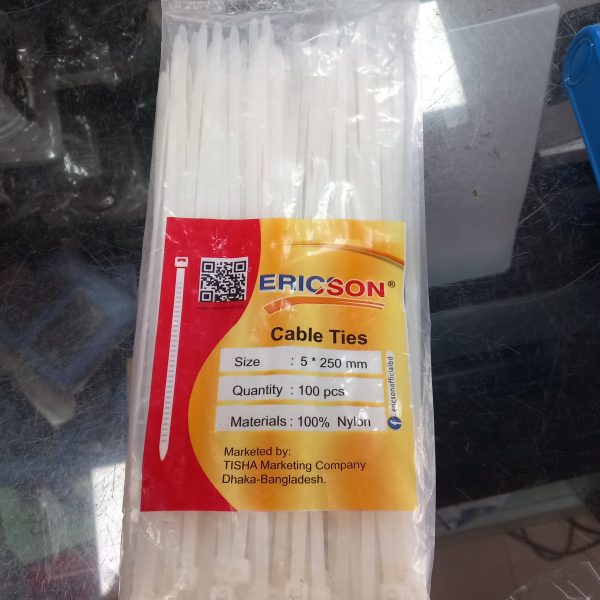 ERICSON®
Cable Ties
Size : 5 * 250 mm
Quantity : 100 pcs
Materials : 100% Nylon
ericsonofficialbd
Marketed by:
TISHA Marketing Company
Dhaka-Bangladesh.